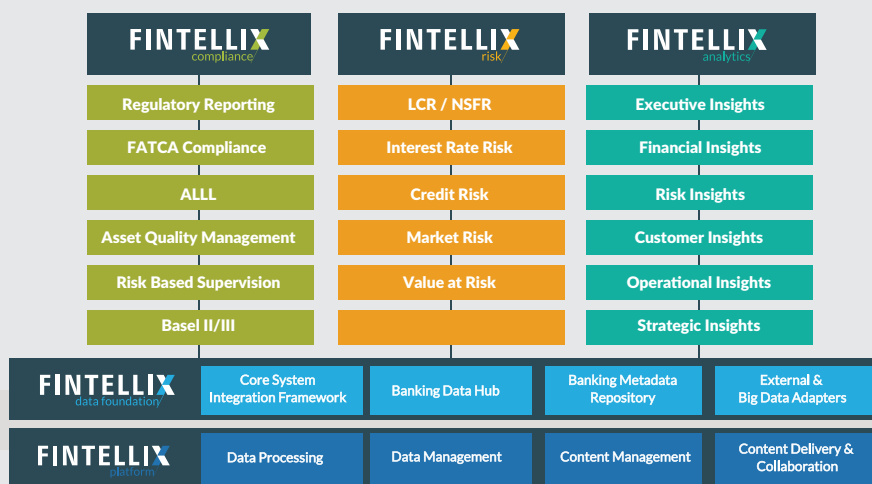 FINTELLIX
compliance
Regulatory Reporting
FATCA Compliance
ALLL
Asset Quality Management
Risk Based Supervision
Basel II/III
FINTELLIX
risk
LCR / NSFR
Interest Rate Risk
Credit Risk
Market Risk
Value at Risk
FINTELLIX
analytics
Executive Insights
Financial Insights
Risk Insights
Customer Insights
Operational Insights
Strategic Insights
FINTELLIX
data foundation
Core System
Integration Framework
Banking Data Hub
Banking Metadata
Repository
External &
Big Data Adapters
FINTELLIX
platform
Data Processing
Data Management
Content Management
Content Delivery &
Collaboration